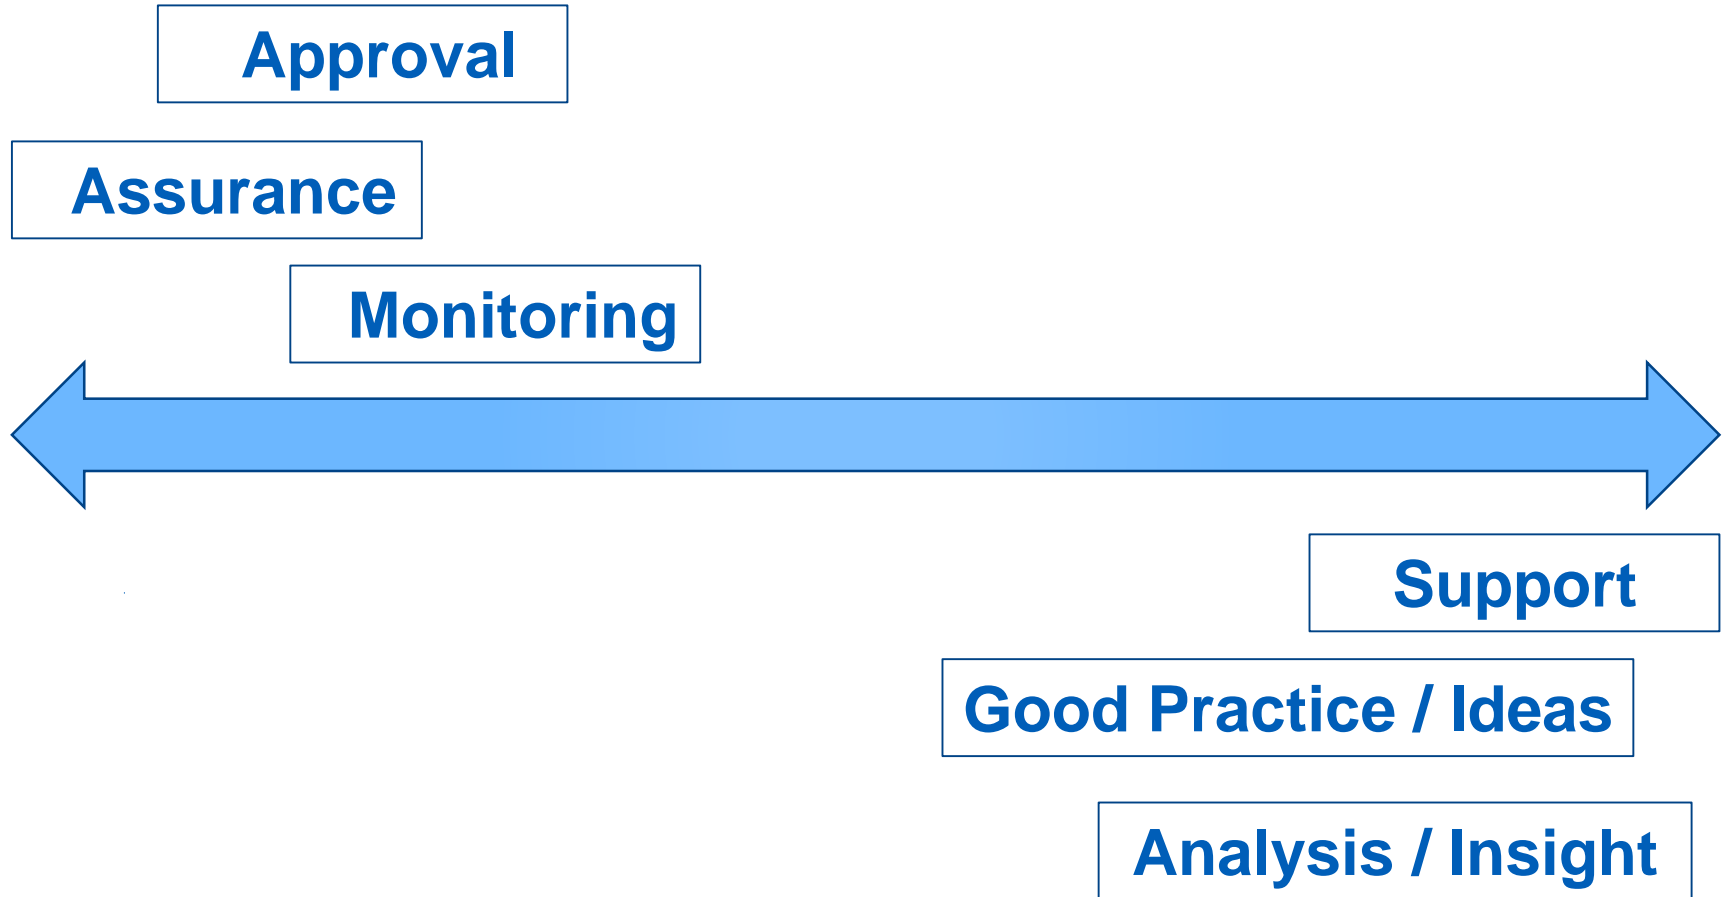 Approval
Assurance
Monitoring
Support
Good Practice / Ideas
Analysis / Insight